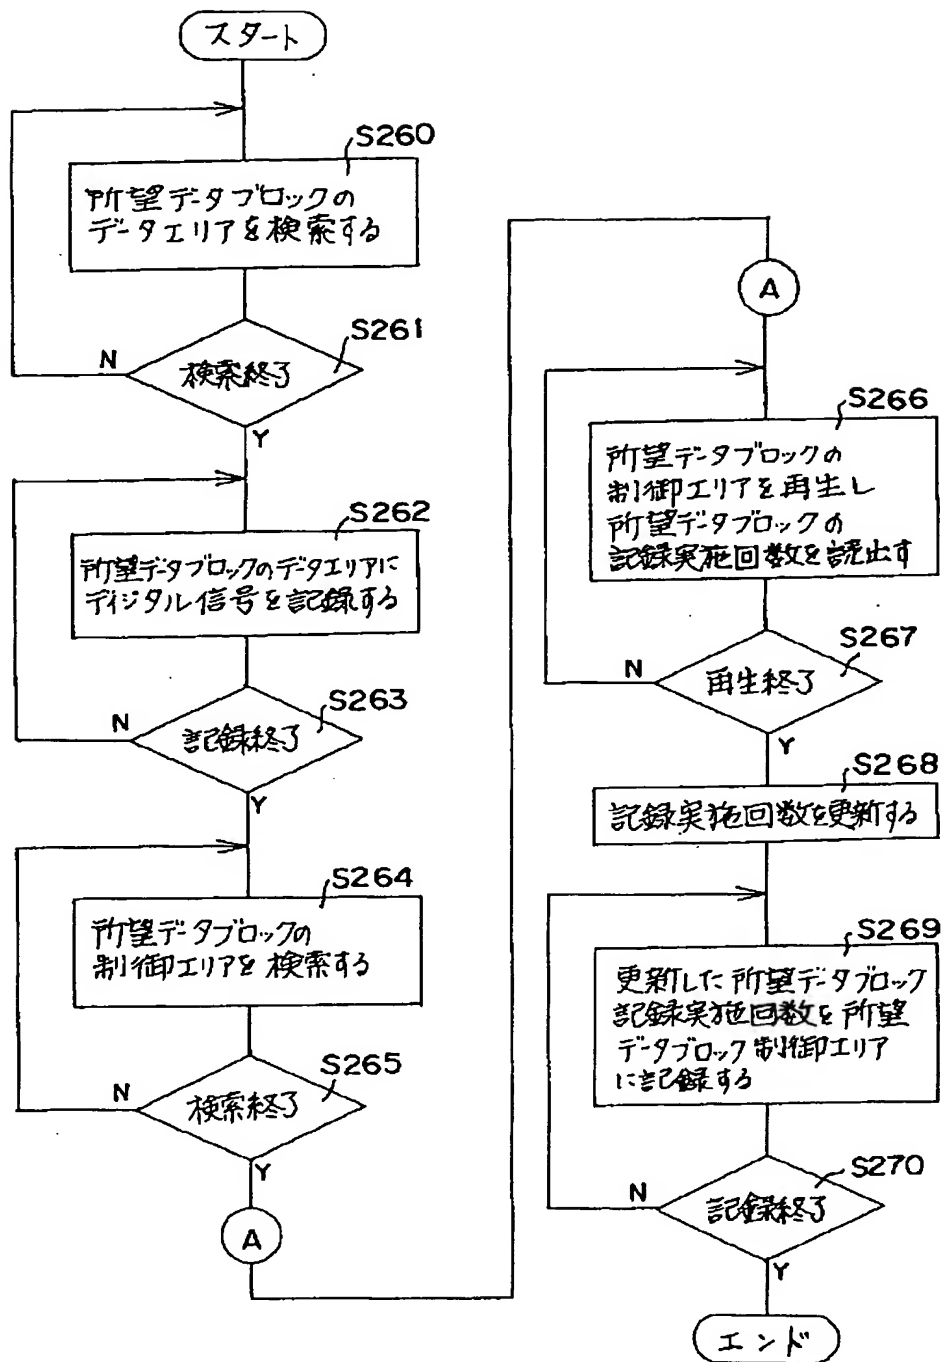 スタート
S260
所望データブロックの
データエリアを検索する
S261
検索終了
N
Y
S262
所望データブロックのデータエリアに
ディジタル信号を記録する
S263
記録終了
N
Y
S264
所望データブロックの
制御エリアを検索する
S265
検索終了
N
Y
A
A
S266
所望データブロックの
制御エリアを再生し
所望データブロックの
記録実施回数を読出す
S267
再生終了
N
Y
S268
記録実施回数を更新する
S269
更新した所望データブロック
記録実施回数を所望
データブロック制御エリア
に記録する
S270
記録終了
N
Y
エンド